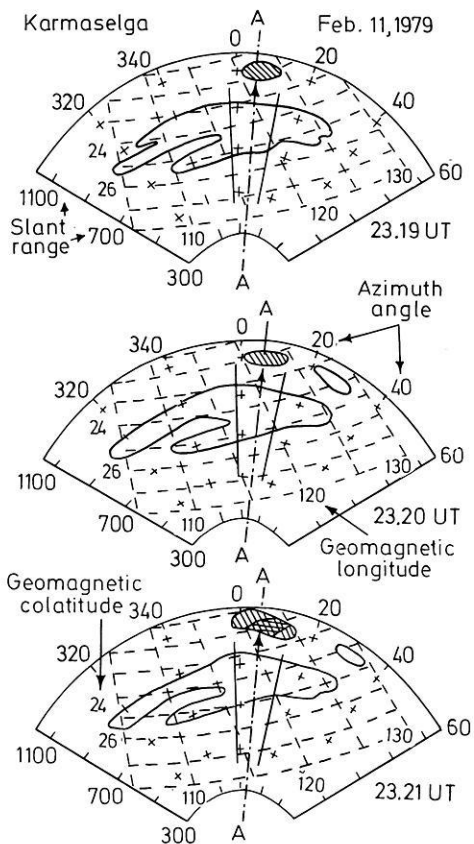 Karmaselga
A
Feb. 11, 1979
0
340
20
320
40
24
26
1100
130
60
Slant
range
700
110
120
23.19 UT
300
A
Azimuth
angle
A
0
340
20
320
40
24
26
1100
130
60
700
110
120
23.20 UT
300
Geomagnetic
longitude
A
Geomagnetic
colatitude
A
0
340
20
320
40
24
26
1100
130
60
700
110
120
23.21 UT
300
A